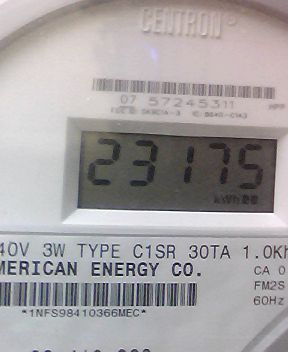 CENTRON
07 57245311
23175
kWh
40V 3W TYPE C1SR 30TA 1.0Kh
MERICAN ENERGY CO.
CA 0
FM2S
60Hz
*1NFS98410366MEC*